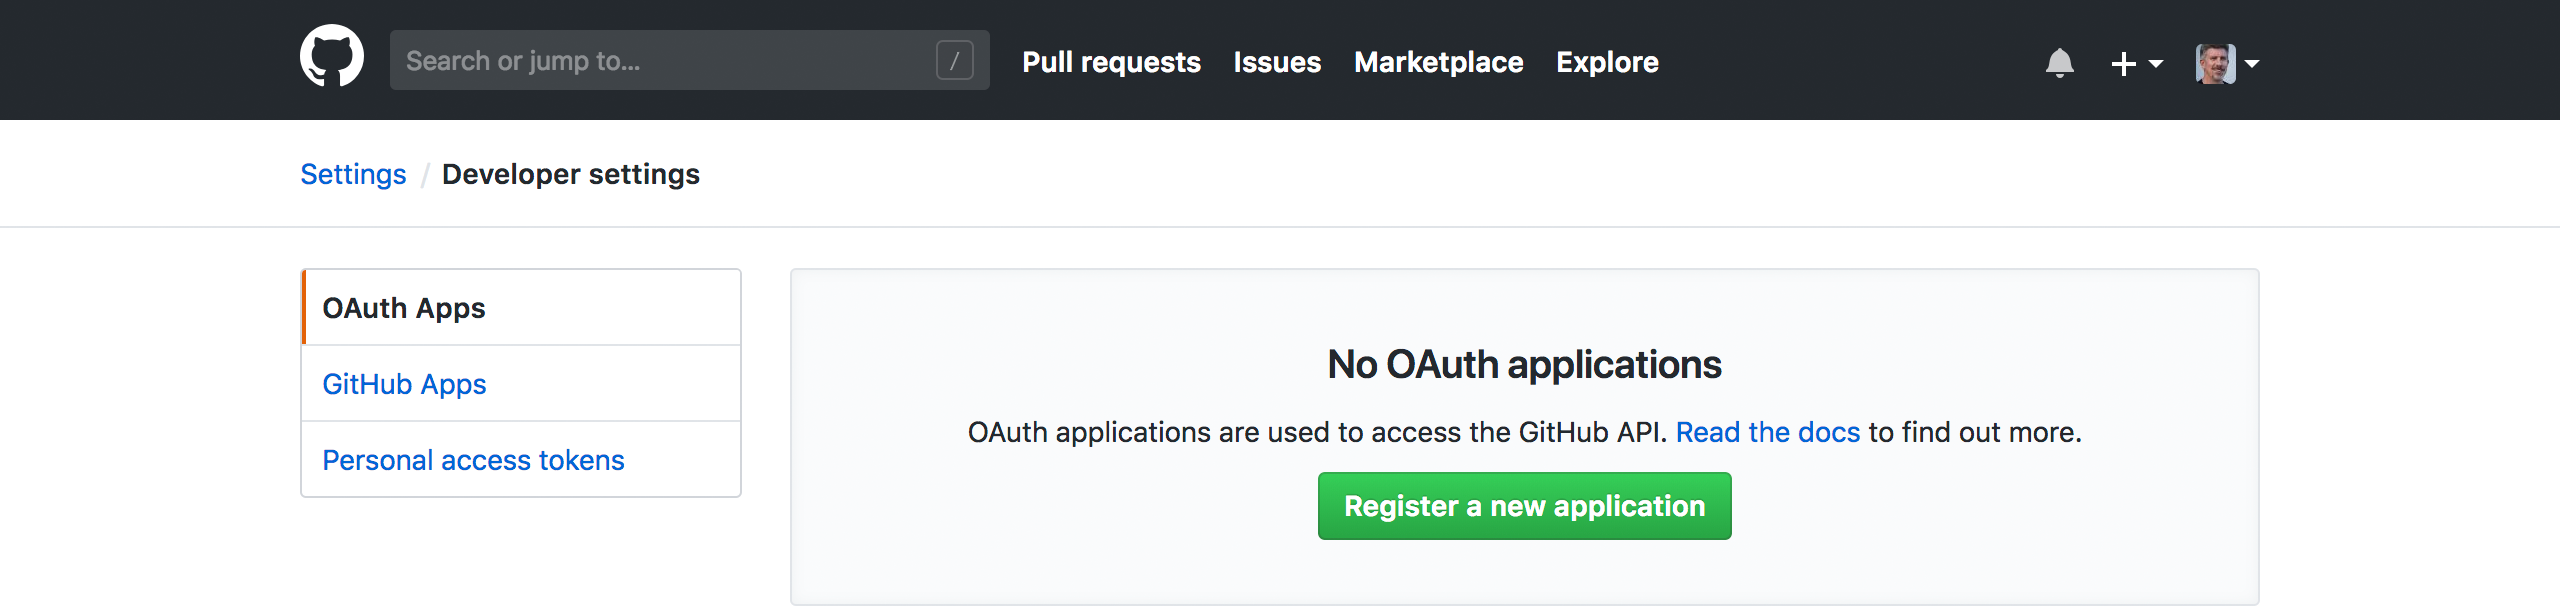 Search or jump to... /
Pull requests Issues Marketplace Explore
Settings / Developer settings
OAuth Apps
GitHub Apps
Personal access tokens
No OAuth applications
OAuth applications are used to access the GitHub API. Read the docs to find out more.
Register a new application